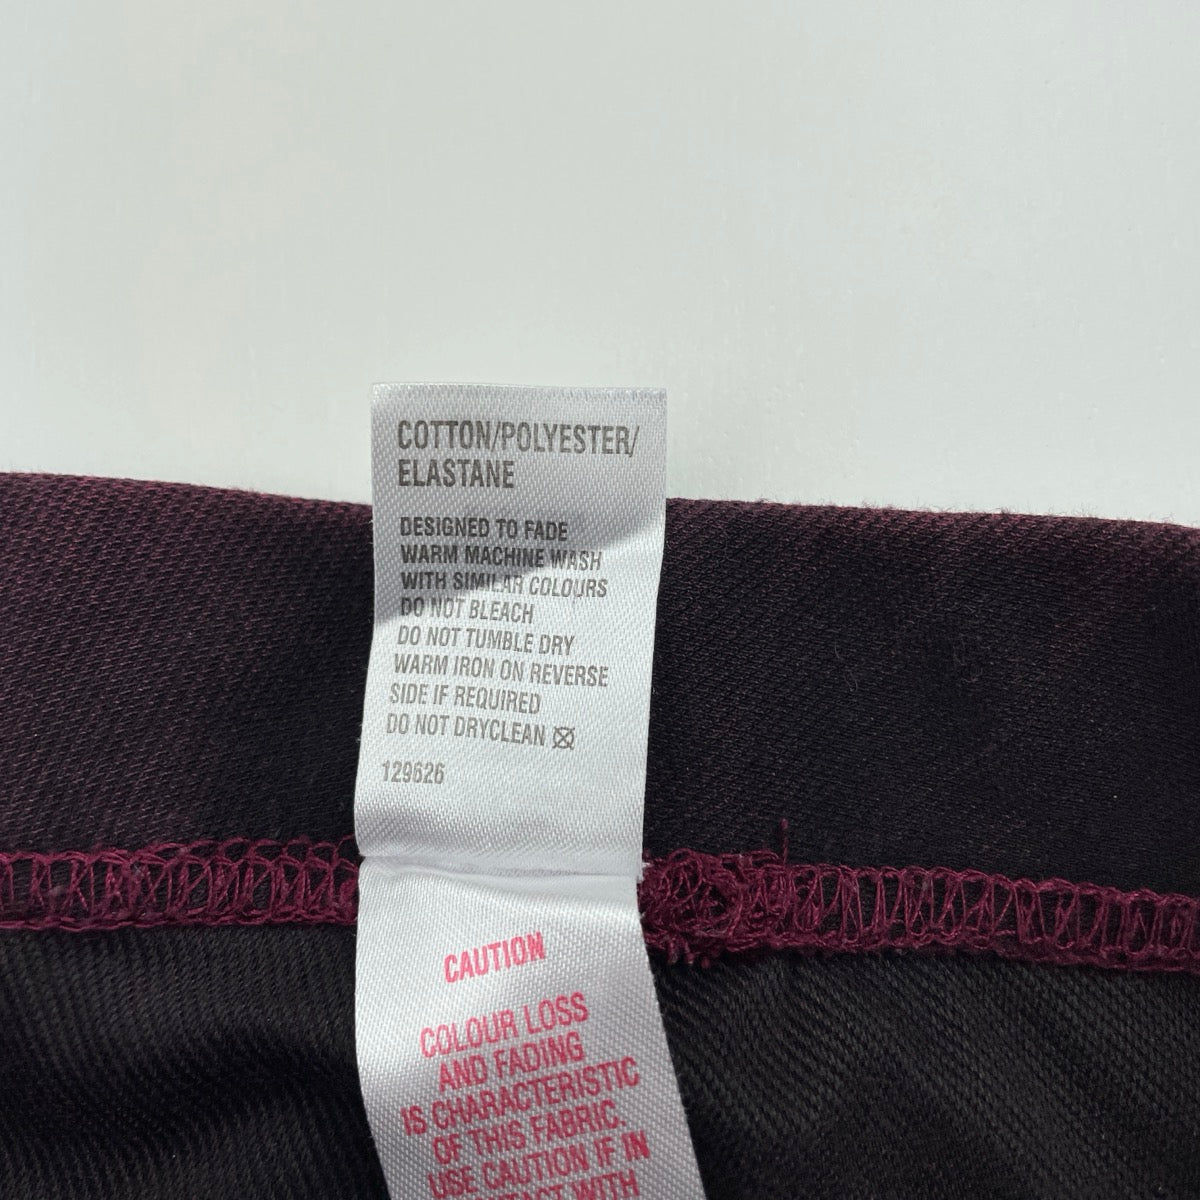 COTTON/POLYESTER/
ELASTANE
DESIGNED TO FADE
WARM MACHINE WASH
WITH SIMILAR COLOURS
DO NOT BLEACH
DO NOT TUMBLE DRY
WARM IRON ON REVERSE
SIDE IF REQUIRED
DO NOT DRYCLEAN
129626
CAUTION
COLOUR LOSS
AND FADING
IS CHARACTERISTIC
OF THIS FABRIC.
USE CAUTION IF IN
CONTACT WITH